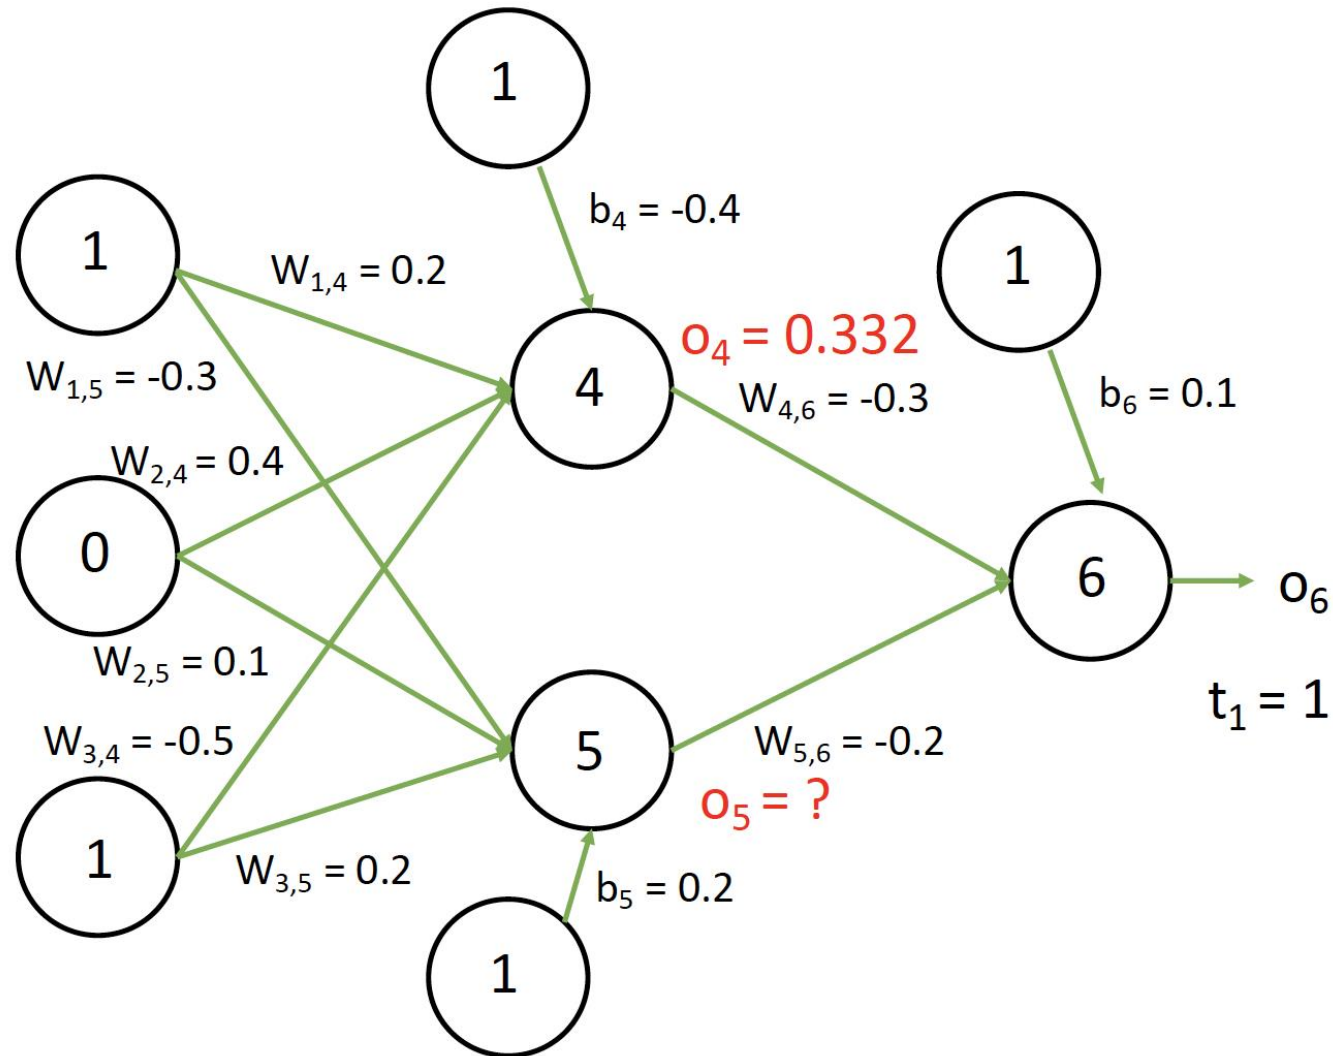 1
b₄ = -0.4
1
W₁,₄ = 0.2
1
o₄ = 0.332
W₁,₅ = -0.3
4
W₄,₆ = -0.3
b₆ = 0.1
W₂,₄ = 0.4
0
6
o₆
W₂,₅ = 0.1
t₁ = 1
W₃,₄ = -0.5
5
W₅,₆ = -0.2
o₅ = ?
1
W₃,₅ = 0.2
b₅ = 0.2
1